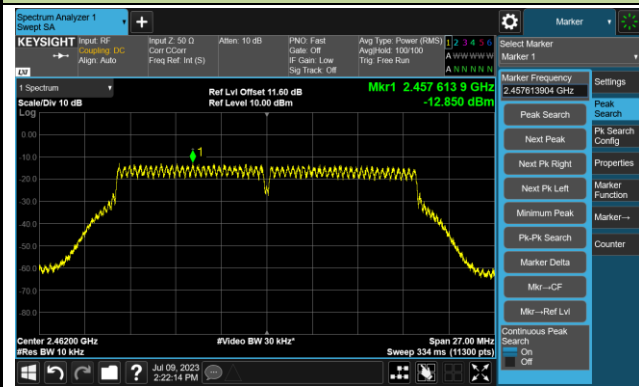 Spectrum Analyzer 1
Swept SA
+
Marker
KEYSIGHT
Input: RF
Coupling: DC
Align: Auto
Input Z: 50 Ω
Corr CCorr
Freq Ref: Int (S)
Atten: 10 dB
PNO: Fast
Gate: Off
IF Gain: Low
Sig Track: Off
Avg Type: Power (RMS)
Avg|Hold: 100/100
Trig: Free Run
1 2 3 4 5 6
A W W W W W
A N N N N N
LXI
Select Marker
Marker 1
1 Spectrum
Scale/Div 10 dB
Log
Ref Lvl Offset 11.60 dB
Ref Level 10.00 dBm
Mkr1 2.457 613 9 GHz
-12.850 dBm
1
0.00
-10.0
-20.0
-30.0
-40.0
-50.0
-60.0
-70.0
-80.0
Center 2.46200 GHz
#Res BW 10 kHz
#Video BW 30 kHz*
Span 27.00 MHz
Sweep 334 ms (11300 pts)
Marker Frequency
2.457613904 GHz
Peak Search
Next Peak
Next Pk Right
Next Pk Left
Minimum Peak
Pk-Pk Search
Marker Delta
Mkr→CF
Mkr→Ref Lvl
Continuous Peak
Search
On
Off
Settings
Peak
Search
Pk Search
Config
Properties
Marker
Function
Marker→
Counter
?
Jul 09, 2023
2:22:14 PM